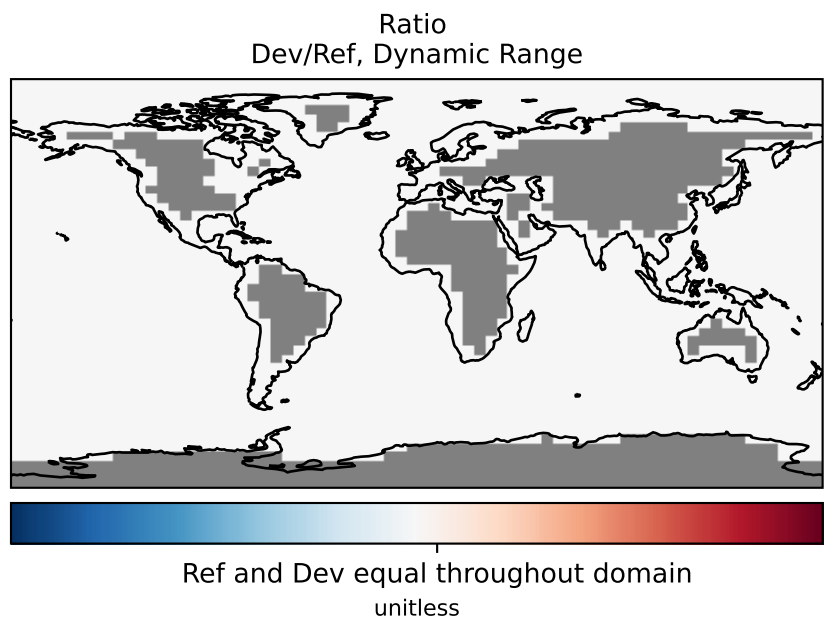 Ratio
Dev/Ref, Dynamic Range
Ref and Dev equal throughout domain
unitless